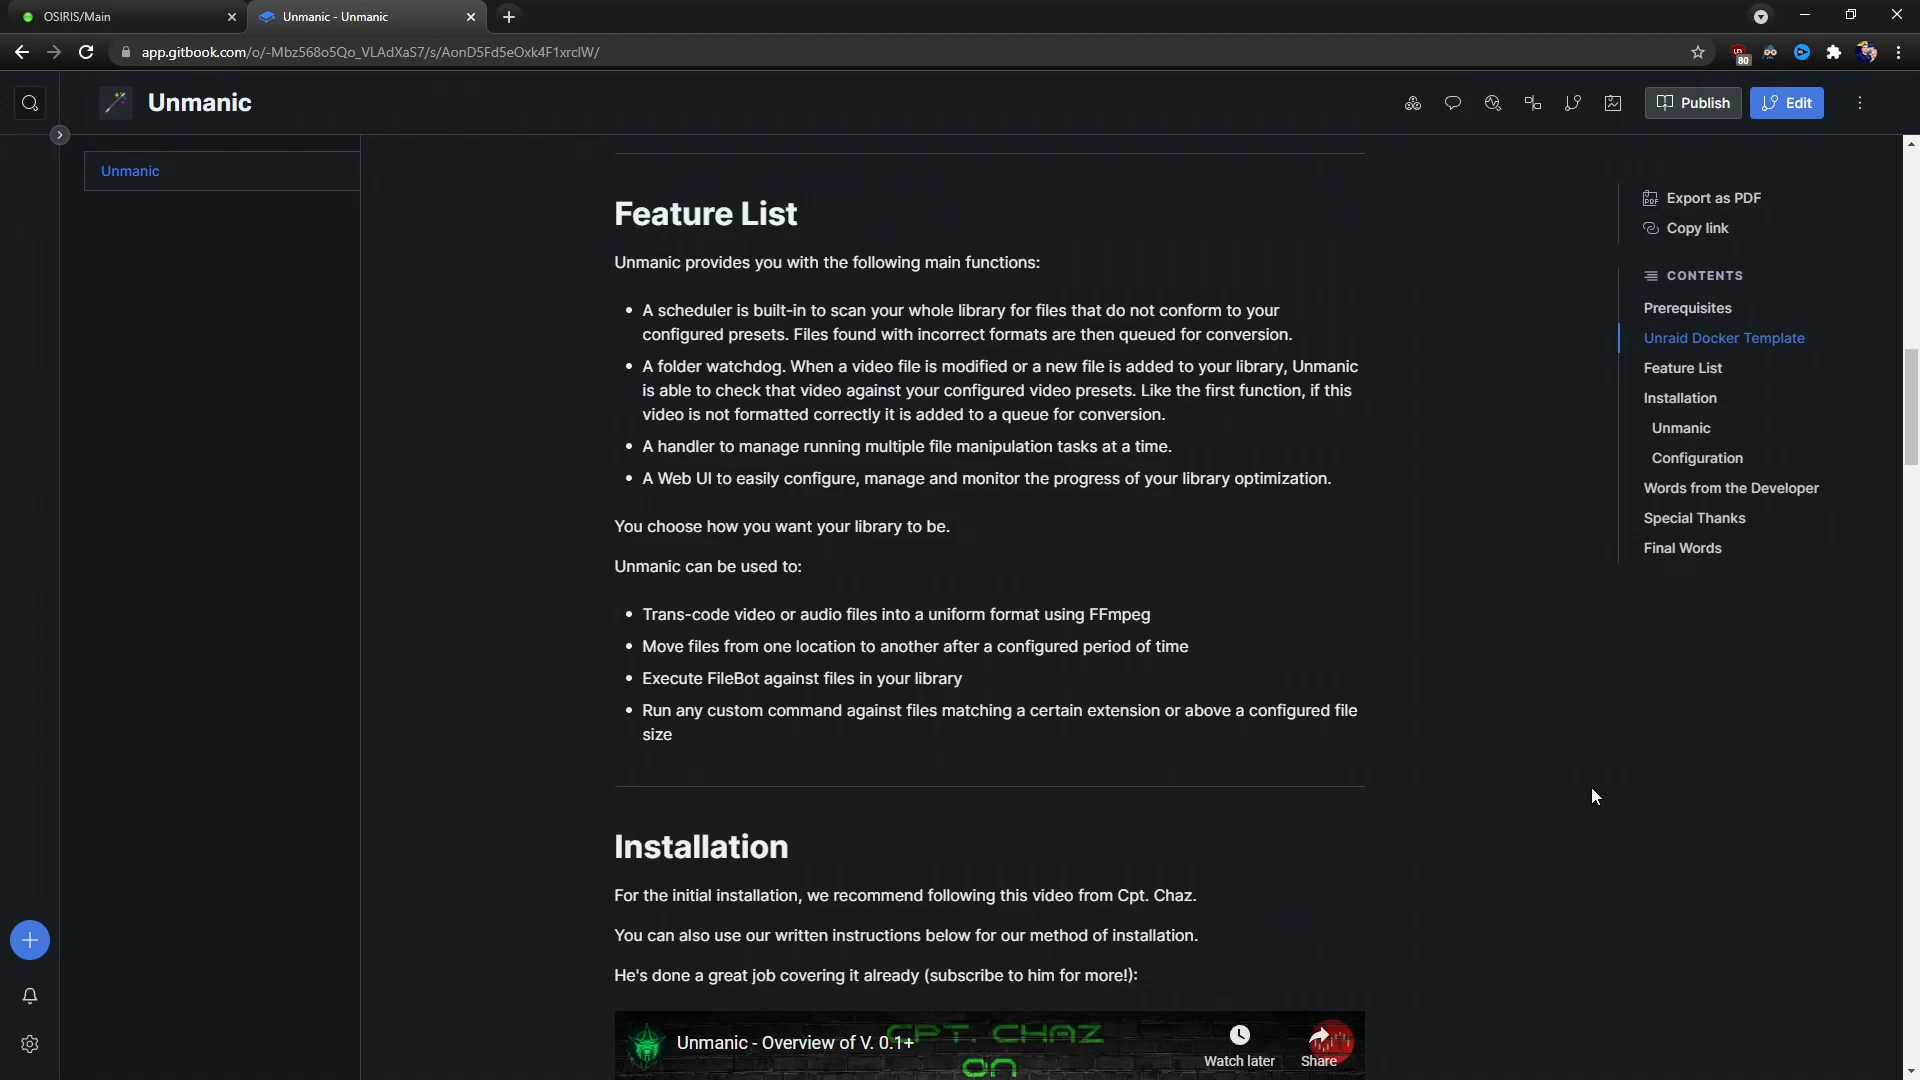 OSIRIS/Main
Unmanic - Unmanic
app.gitbook.com/o/-Mbz568o5Qo_VLAdXaS7/s/AonD5Fd5eOxk4F1xrclW/
80
Unmanic
Publish
Edit
Unmanic
Feature List
Unmanic provides you with the following main functions:
• A scheduler is built-in to scan your whole library for files that do not conform to your
configured presets. Files found with incorrect formats are then queued for conversion.
• A folder watchdog. When a video file is modified or a new file is added to your library, Unmanic
is able to check that video against your configured video presets. Like the first function, if this
video is not formatted correctly it is added to a queue for conversion.
• A handler to manage running multiple file manipulation tasks at a time.
• A Web UI to easily configure, manage and monitor the progress of your library optimization.
You choose how you want your library to be.
Unmanic can be used to:
• Trans-code video or audio files into a uniform format using FFmpeg
• Move files from one location to another after a configured period of time
• Execute FileBot against files in your library
• Run any custom command against files matching a certain extension or above a configured file
size
Installation
For the initial installation, we recommend following this video from Cpt. Chaz.
You can also use our written instructions below for our method of installation.
He's done a great job covering it already (subscribe to him for more!):
CPT. CHAZ
Unmanic - Overview of V. 0.1+
on
Watch later
Share
Export as PDF
Copy link
CONTENTS
Prerequisites
Unraid Docker Template
Feature List
Installation
Unmanic
Configuration
Words from the Developer
Special Thanks
Final Words